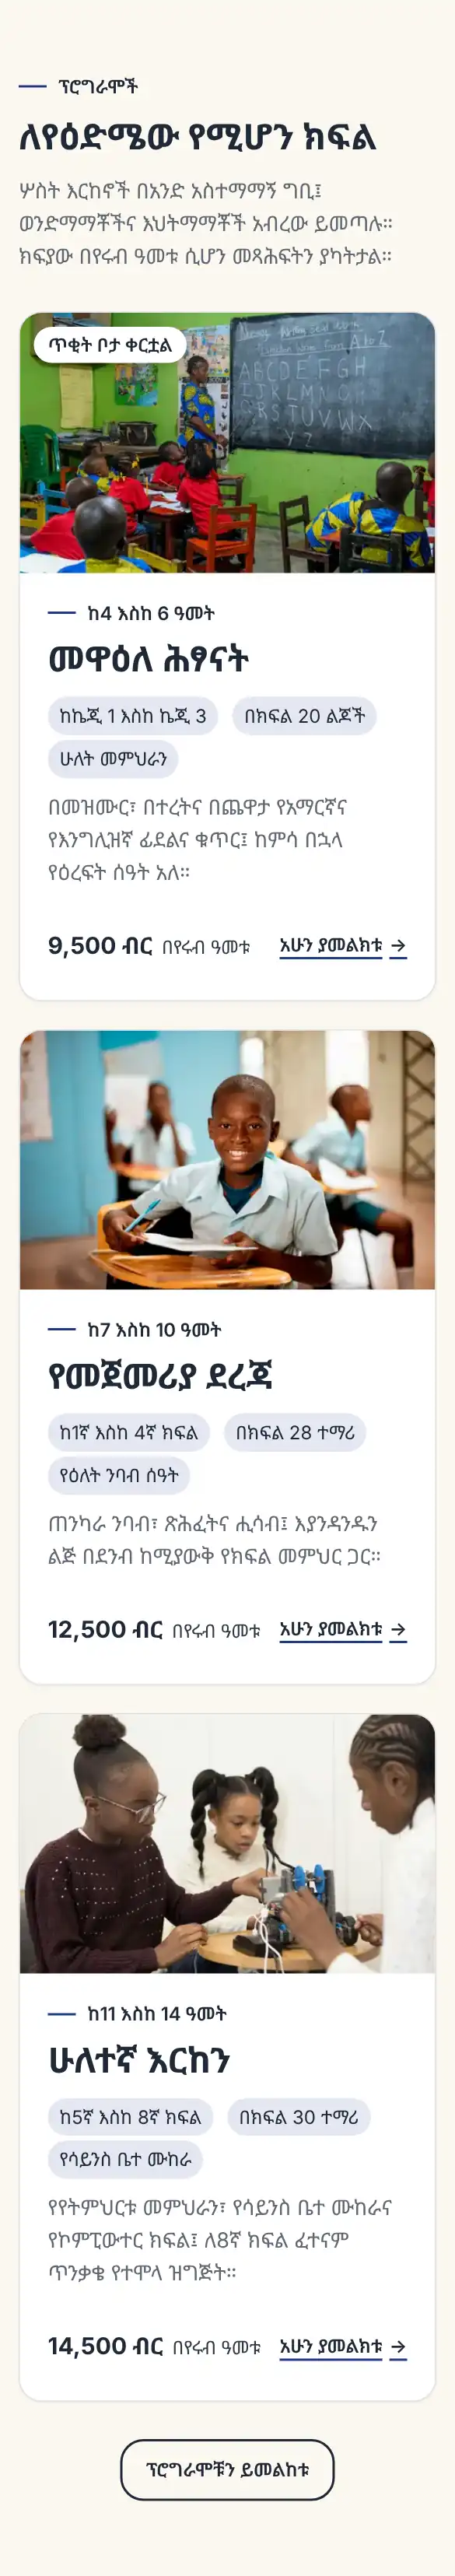 ፕሮግራሞች
ለየዕድሜው የሚሆን ክፍል
ሦስት እርከኖች በአንድ አስተማማኝ ግቢ፤
ወንድማማቾችና እህትማማቾች አብረው ይመጣሉ።
ክፍያው በየሩብ ዓመቱ ሲሆን መጻሕፍትን ያካትታል።
ጥቂት ቦታ ቀርቷል
A B C D E F G H
I J K L M N O
Q R S T U V W X
Y Z
ከ4 እስከ 6 ዓመት
መዋዕለ ሕፃናት
ከኬጂ 1 እስከ ኬጂ 3
በክፍል 20 ልጆች
ሁለት መምህራን
በመዝሙር፣ በተረትና በጨዋታ የአማርኛና
የእንግሊዝኛ ፊደልና ቁጥር፤ ከምሳ በኋላ
የዕረፍት ሰዓት አለ።
9,500 ብር በየሩብ ዓመቱ
አሁን ያመልክቱ →
ከ7 እስከ 10 ዓመት
የመጀመሪያ ደረጃ
ከ1ኛ እስከ 4ኛ ክፍል
በክፍል 28 ተማሪ
የዕለት ንባብ ሰዓት
ጠንካራ ንባብ፣ ጽሕፈትና ሒሳብ፤ እያንዳንዱን
ልጅ በደንብ ከሚያውቅ የክፍል መምህር ጋር።
12,500 ብር በየሩብ ዓመቱ
አሁን ያመልክቱ →
ከ11 እስከ 14 ዓመት
ሁለተኛ እርከን
ከ5ኛ እስከ 8ኛ ክፍል
በክፍል 30 ተማሪ
የሳይንስ ቤተ ሙከራ
የየትምህርቱ መምህራን፣ የሳይንስ ቤተ ሙከራና
የኮምፒውተር ክፍል፤ ለ8ኛ ክፍል ፈተናም
ጥንቃቄ የተሞላ ዝግጅት።
14,500 ብር በየሩብ ዓመቱ
አሁን ያመልክቱ →
ፕሮግራሞቹን ይመልከቱ